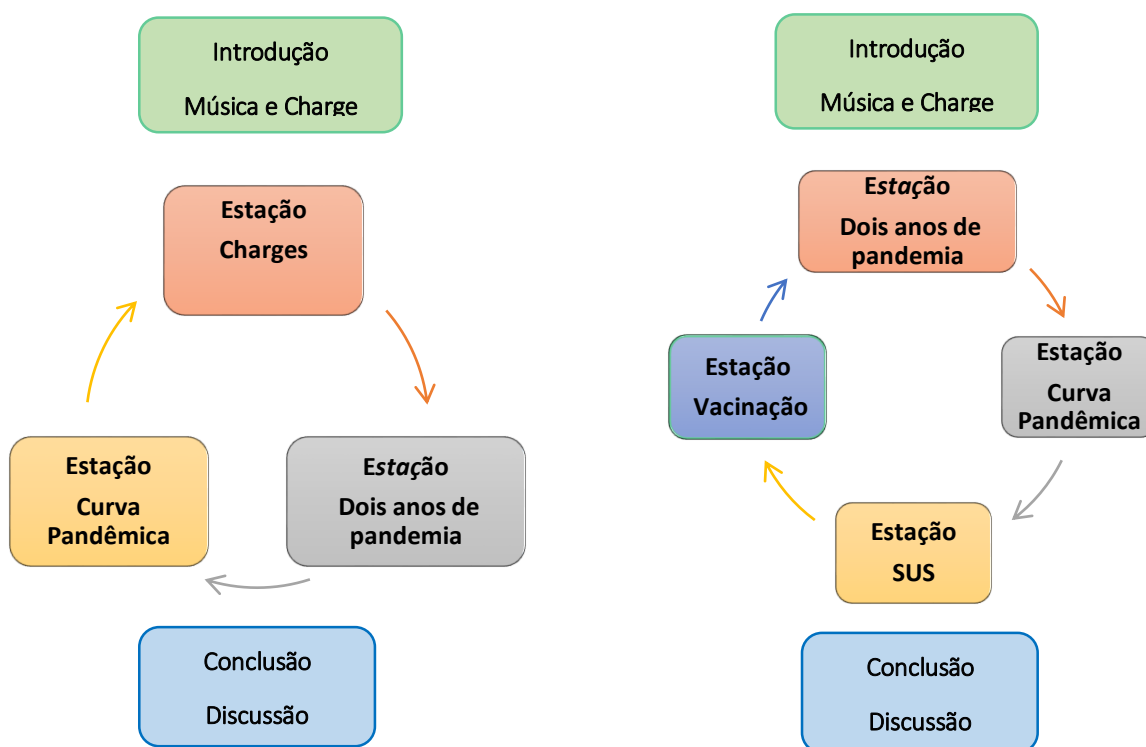 Introdução
Música e Charge
Estação
Charges
Estação
Curva
Pandêmica
Estação
Dois anos de
pandemia
Conclusão
Discussão
Introdução
Música e Charge
Estação
Dois anos de
pandemia
Estação
Vacinação
Estação
Curva
Pandêmica
Estação
SUS
Conclusão
Discussão